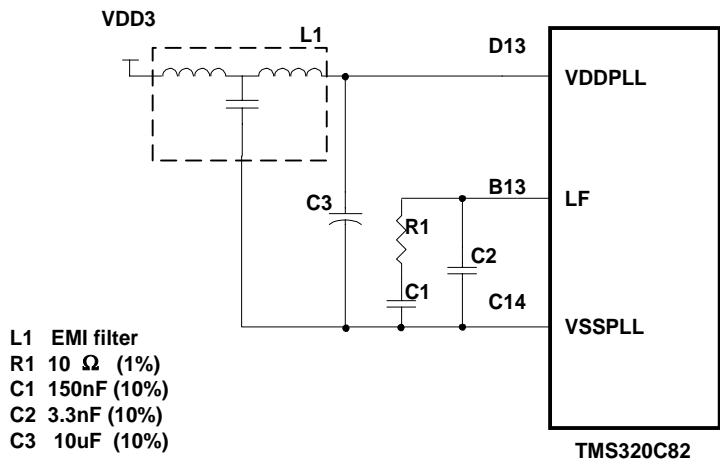 VDD3
L1
D13
VDDPLL
B13
LF
C3
R1
C2
C1
C14
VSSPLL
L1 EMI filter
R1 10 Ω (1%)
C1 150nF (10%)
C2 3.3nF (10%)
C3 10uF (10%)
TMS320C82